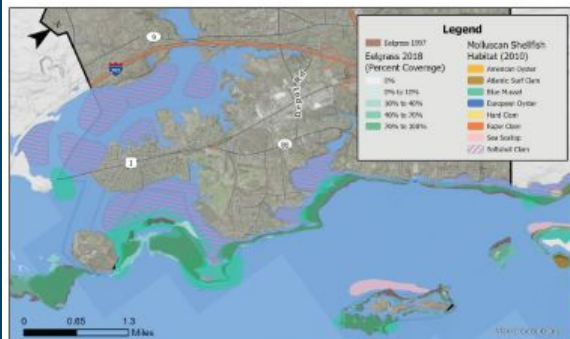 Legend
Eelgrass 1997
Eelgrass 2018
(Percent Coverage)
0%
0% to 10%
10% to 40%
40% to 70%
70% to 100%
Molluscan Shellfish
Habitat (2010)
American Oyster
Atlantic Surf Clam
Blue Mussel
European Oyster
Hard Clam
Razor Clam
Sea Scallop
Softshell Clam
9
1
88
0 0.65 1.3
Miles